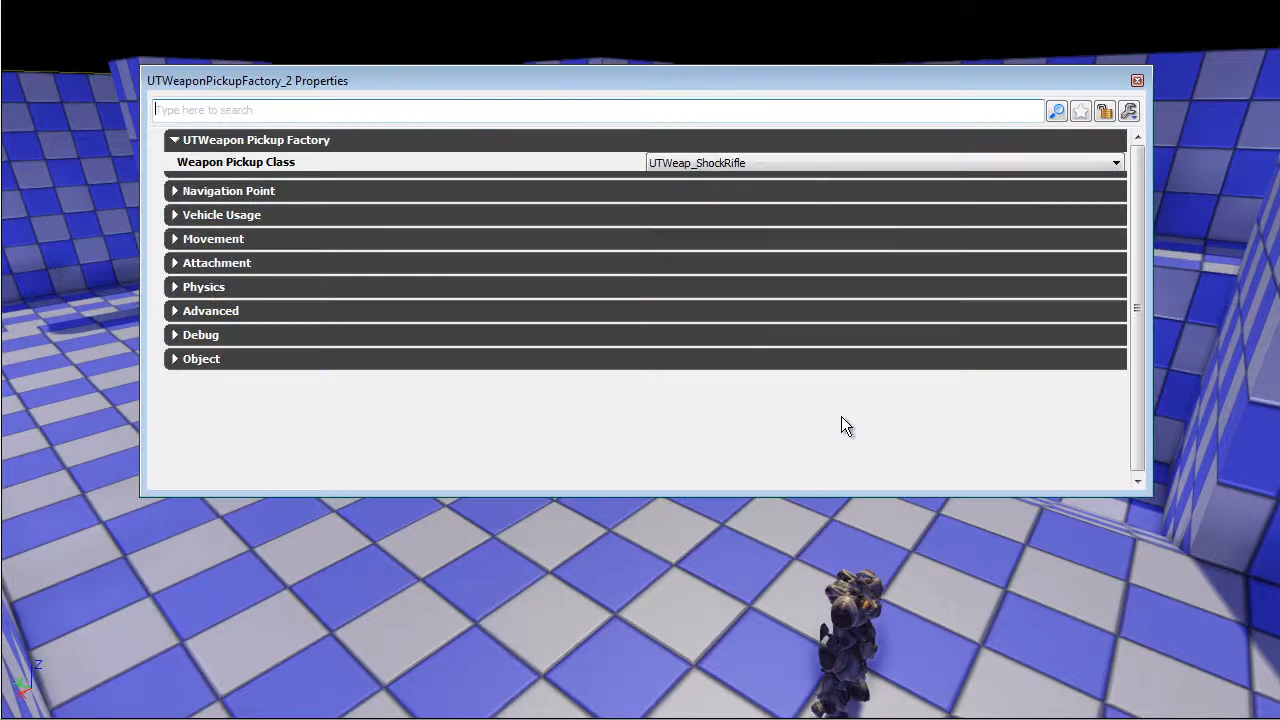 UTWeaponPickupFactory_2 Properties
Type here to search
UTWeapon Pickup Factory
Weapon Pickup Class UTWeap_ShockRifle
Navigation Point
Vehicle Usage
Movement
Attachment
Physics
Advanced
Debug
Object
Z